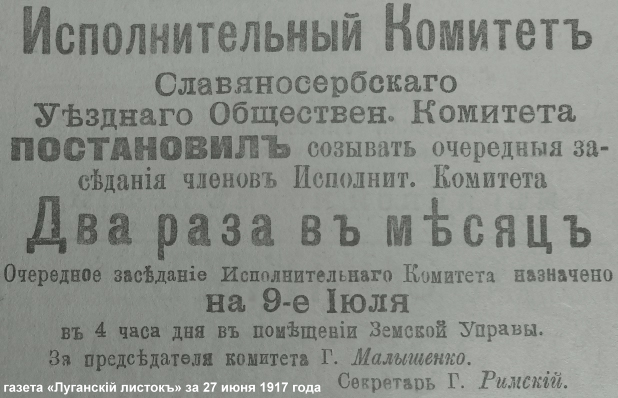 Исполнительный Комитетъ
Славяносербскаго
Уѣзднаго Обществен. Комитета
ПОСТАНОВИЛЪ созывать очередныя за-
сѣданія членовъ Исполнит. Комитета
Два раза въ мѣсяцъ
Очередное засѣданіе Исполнительнаго Комитета назначено
на 9-е Іюля
въ 4 часа дня въ помѣщеніи Земской Управы.
За предсѣдателя комитета Г. Малышенко.
Секретарь Г. Римскій.
газета «Луганскiй листокъ» за 27 июня 1917 года